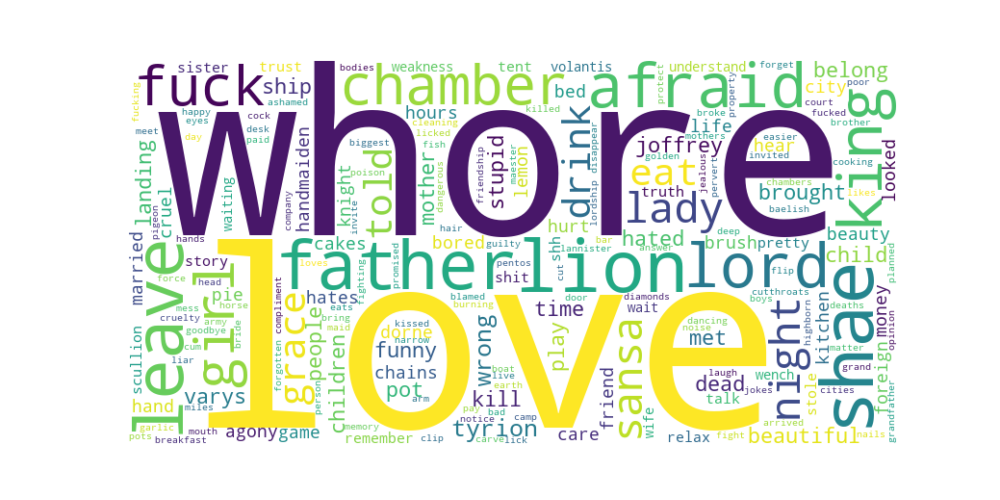 bodies weakness tent volantis understand forget
sister trust
fuck ship chamber bed afraid belong
fucking ashamed killed protect property city poor
happy cock hours life court
eyes desk cleaning broke fucked
whore
meet day paid licked joffrey mothers hear easier brother
landing biggest fish stupid lemon drink disappear golden invited
handmaiden friendship maester eat jealous king looked
cruel waiting knight poison told mother dangerous truth pervert cooking
pigeon company invite lordship lady chambers brought likes
hair baelish
hands cakes bored guilty shh hurt hated deep brush pretty beauty
married father lion lord child planned
force story loves lannister bar answer flip
leave girl head fighting promised pentos cut
pie hates shit door diamonds cutthroats shae money
mess horse compliment eats blamed burning time wait boys deaths
cruelty army bring opinion
scullion goodbye bride grace people maid dorne kissed narrow wrong play sansa dancing noise met night highborn kitchen foreign
cum funny boat matter
liar love
forgotten person children chains live earth laugh wench grand
varys miles pot arm kill dead jokes stole cities
hand pay friend talk
garlic mouth agony game memory notice bad camp wife arrived grandfather
pots tyrion care fight nails
breakfast remember clip carve lick relax beautiful